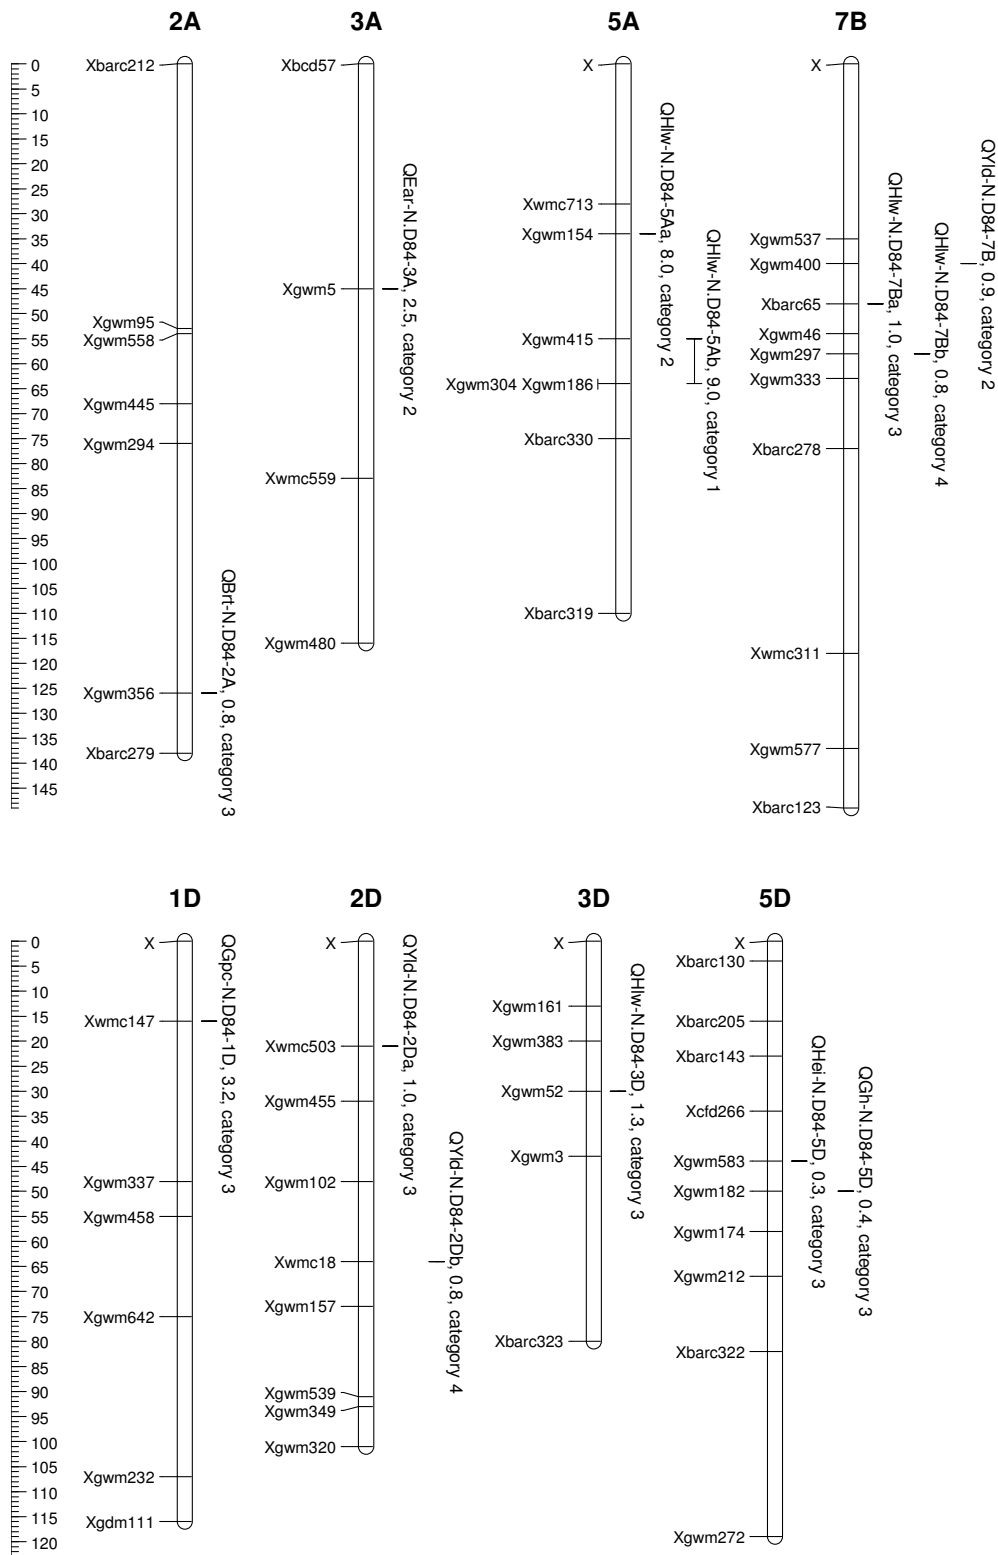 2A
3A
5A
7B
0
5
10
15
20
25
30
35
40
45
50
55
60
65
70
75
80
85
90
95
100
105
110
115
120
125
130
135
140
145
Xbarc212
Xgwm95
Xgwm558
Xgwm445
Xgwm294
Xgwm356
Xbarc279
QBrt-N.D84-2A, 0.8, category 3
Xbcd57
Xgwm5
Xwmc559
Xgwm480
QEar-N.D84-3A, 2.5, category 2
X
Xwmc713
Xgwm154
Xgwm415
Xgwm304 Xgwm186
Xbarc330
Xbarc319
QHlw-N.D84-5Aa, 8.0, category 2
QHlw-N.D84-5Ab, 9.0, category 1
X
Xgwm537
Xgwm400
Xbarc65
Xgwm46
Xgwm297
Xgwm333
Xbarc278
Xwmc311
Xgwm577
Xbarc123
QHlw-N.D84-7Ba, 1.0, category 3
QHlw-N.D84-7Bb, 0.8, category 4
QYld-N.D84-7B, 0.9, category 2
1D
2D
3D
5D
0
5
10
15
20
25
30
35
40
45
50
55
60
65
70
75
80
85
90
95
100
105
110
115
120
X
Xwmc147
Xgwm337
Xgwm458
Xgwm642
Xgwm232
Xgdm111
QGpc-N.D84-1D, 3.2, category 3
X
Xwmc503
Xgwm455
Xgwm102
Xwmc18
Xgwm157
Xgwm539
Xgwm349
Xgwm320
QYld-N.D84-2Da, 1.0, category 3
QYld-N.D84-2Db, 0.8, category 4
X
Xgwm161
Xgwm383
Xgwm52
Xgwm3
Xbarc323
QHlw-N.D84-3D, 1.3, category 3
X
Xbarc130
Xbarc205
Xbarc143
Xcfd266
Xgwm583
Xgwm182
Xgwm174
Xgwm212
Xbarc322
Xgwm272
QHei-N.D84-5D, 0.3, category 3
QGh-N.D84-5D, 0.4, category 3